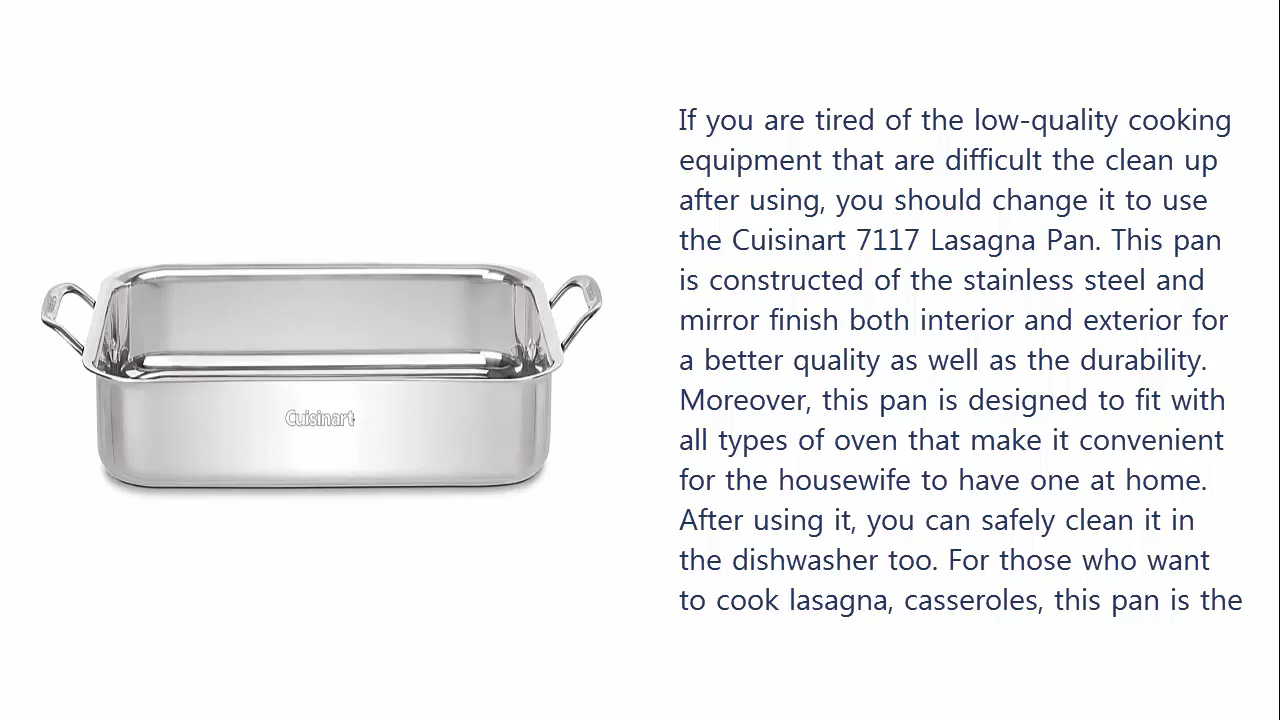 If you are tired of the low-quality cooking
equipment that are difficult the clean up
after using, you should change it to use
the Cuisinart 7117 Lasagna Pan. This pan
is constructed of the stainless steel and
mirror finish both interior and exterior for
a better quality as well as the durability.
Moreover, this pan is designed to fit with
all types of oven that make it convenient
for the housewife to have one at home.
After using it, you can safely clean it in
the dishwasher too. For those who want
to cook lasagna, casseroles, this pan is the
Cuisinart